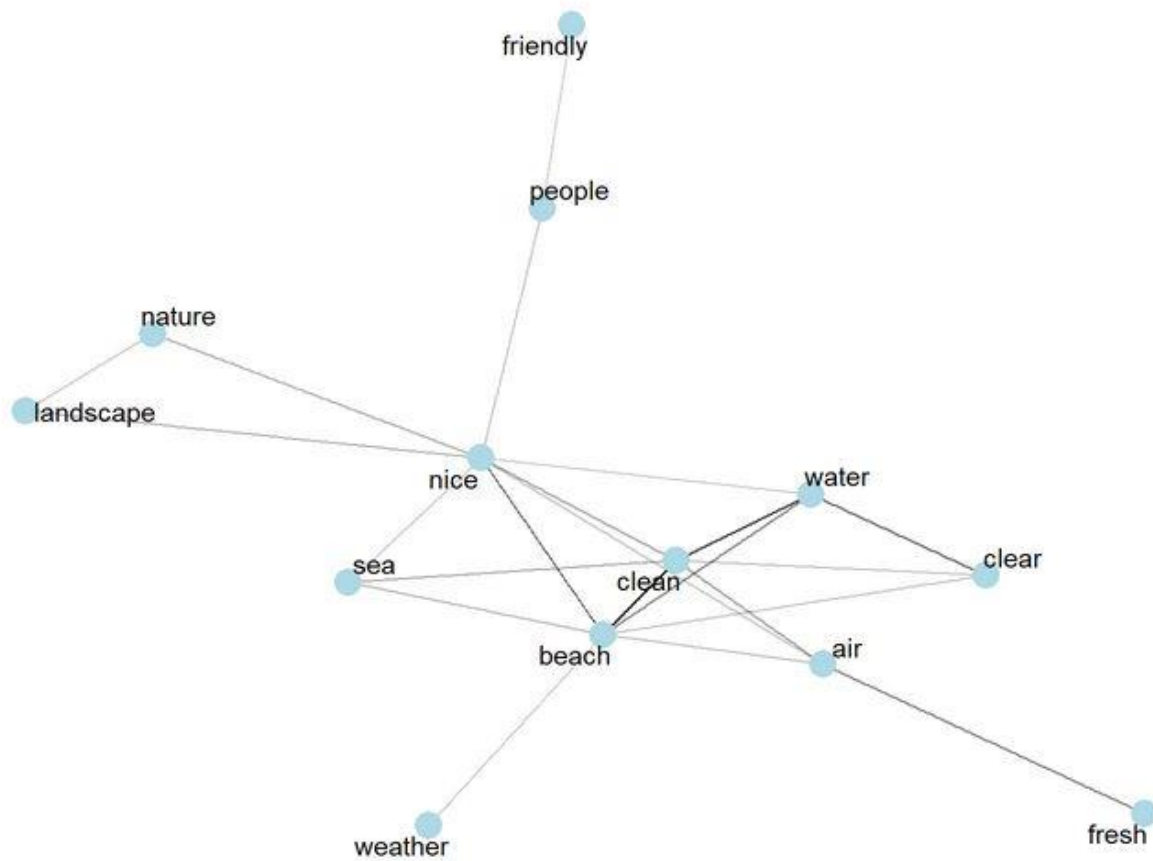 friendly
people
nature
landscape
nice
water
sea
clean
clear
beach
air
weather
fresh